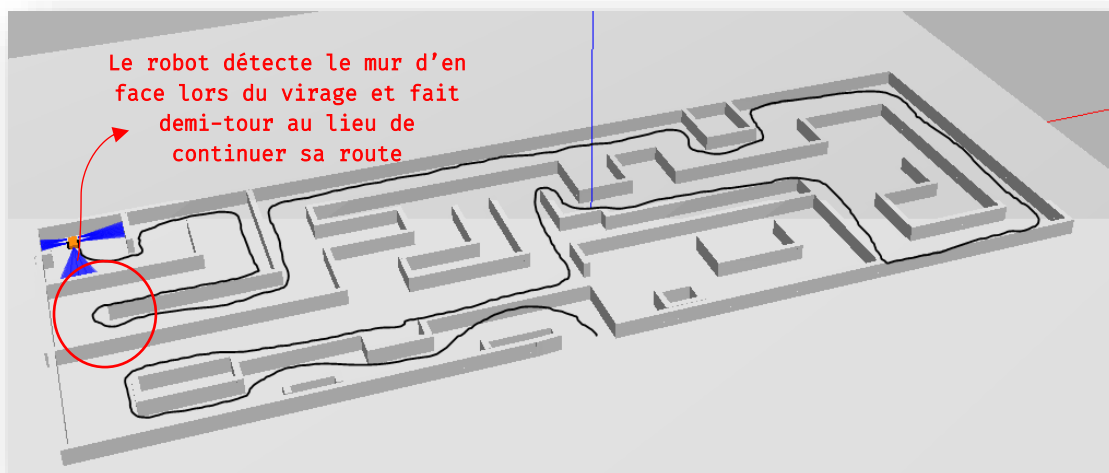 Le robot détecte le mur d'en
face lors du virage et fait
demi-tour au lieu de
continuer sa route